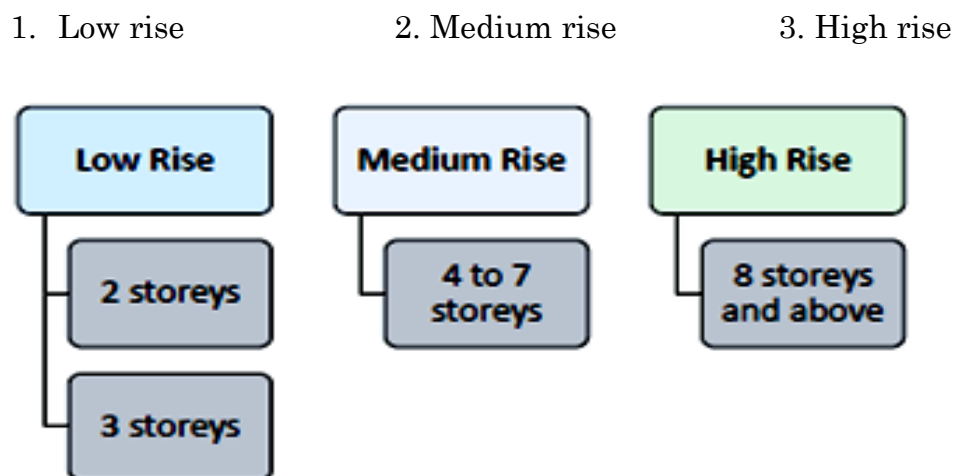 1. Low rise 2. Medium rise 3. High rise
Low Rise
2 storeys
3 storeys
Medium Rise
4 to 7
storeys
High Rise
8 storeys
and above